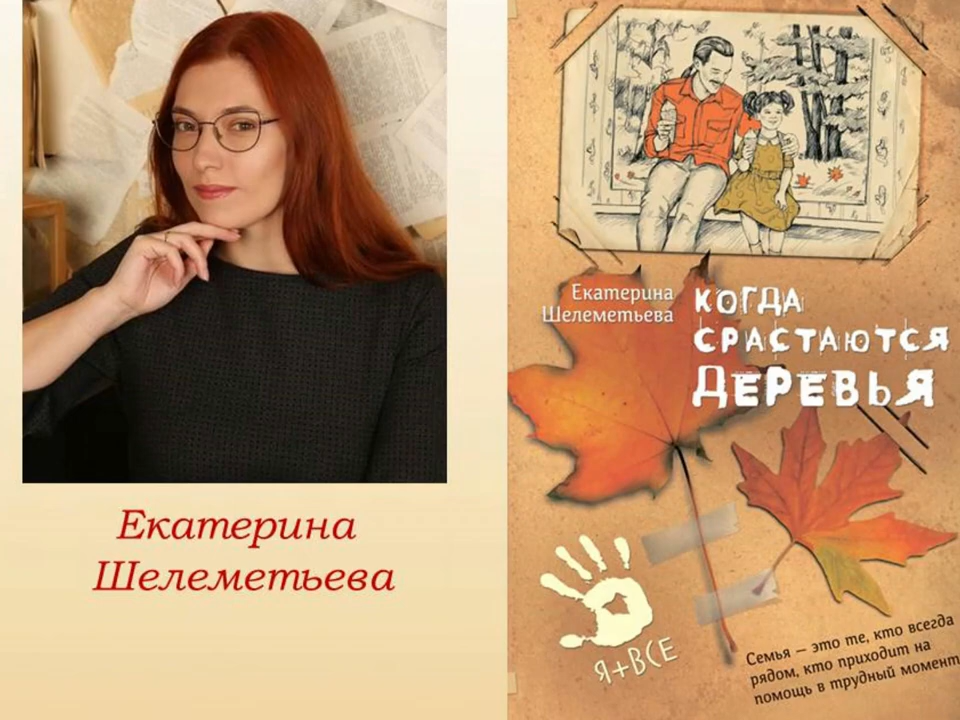 Екатерина
Шелеметьева
Екатерина
Шелеметьева
когда
срастаются
деревья
Я+ВСЕ
Семья – это те, кто всегда
рядом, кто приходит на
помощь в трудный момент